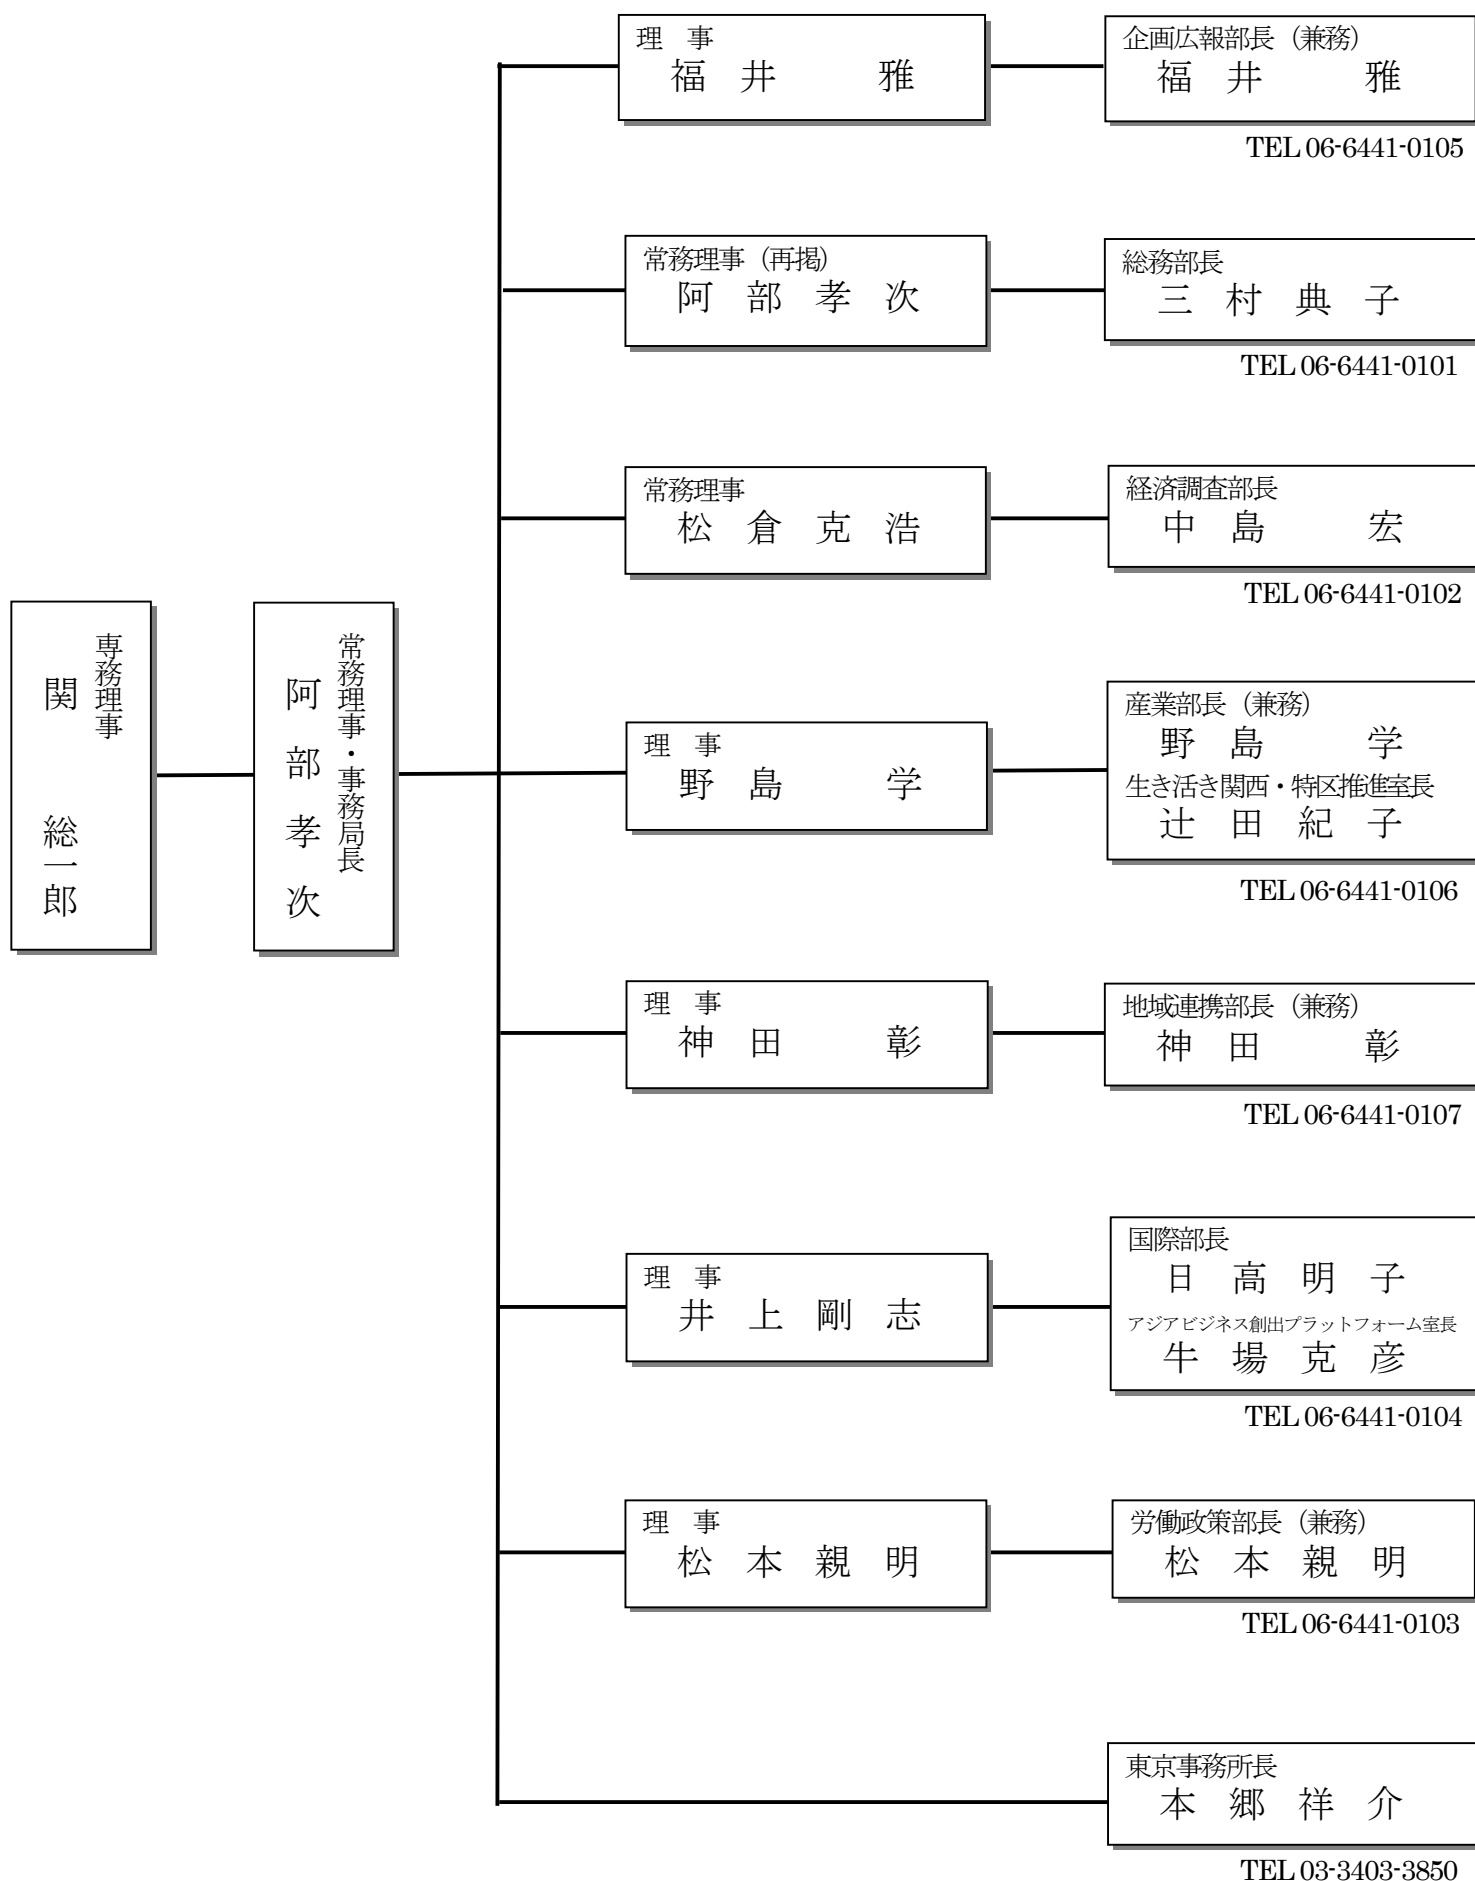 専務理事
関　　総一郎
常務理事・事務局長
阿部孝次
理　事
福　井　　雅
企画広報部長（兼務）
福　井　　雅
TEL 06-6441-0105
常務理事（再掲）
阿　部　孝　次
総務部長
三　村　典　子
TEL 06-6441-0101
常務理事
松　倉　克　浩
経済調査部長
中　島　　宏
TEL 06-6441-0102
理　事
野　島　　学
産業部長（兼務）
野　島　　学
生き活き関西・特区推進室長
辻　田　紀　子
TEL 06-6441-0106
理　事
神　田　　彰
地域連携部長（兼務）
神　田　　彰
TEL 06-6441-0107
理　事
井　上　剛　志
国際部長
日　高　明　子
アジアビジネス創出プラットフォーム室長
牛　場　克　彦
TEL 06-6441-0104
理　事
松　本　親　明
労働政策部長（兼務）
松　本　親　明
TEL 06-6441-0103
東京事務所長
本　郷　祥　介
TEL 03-3403-3850